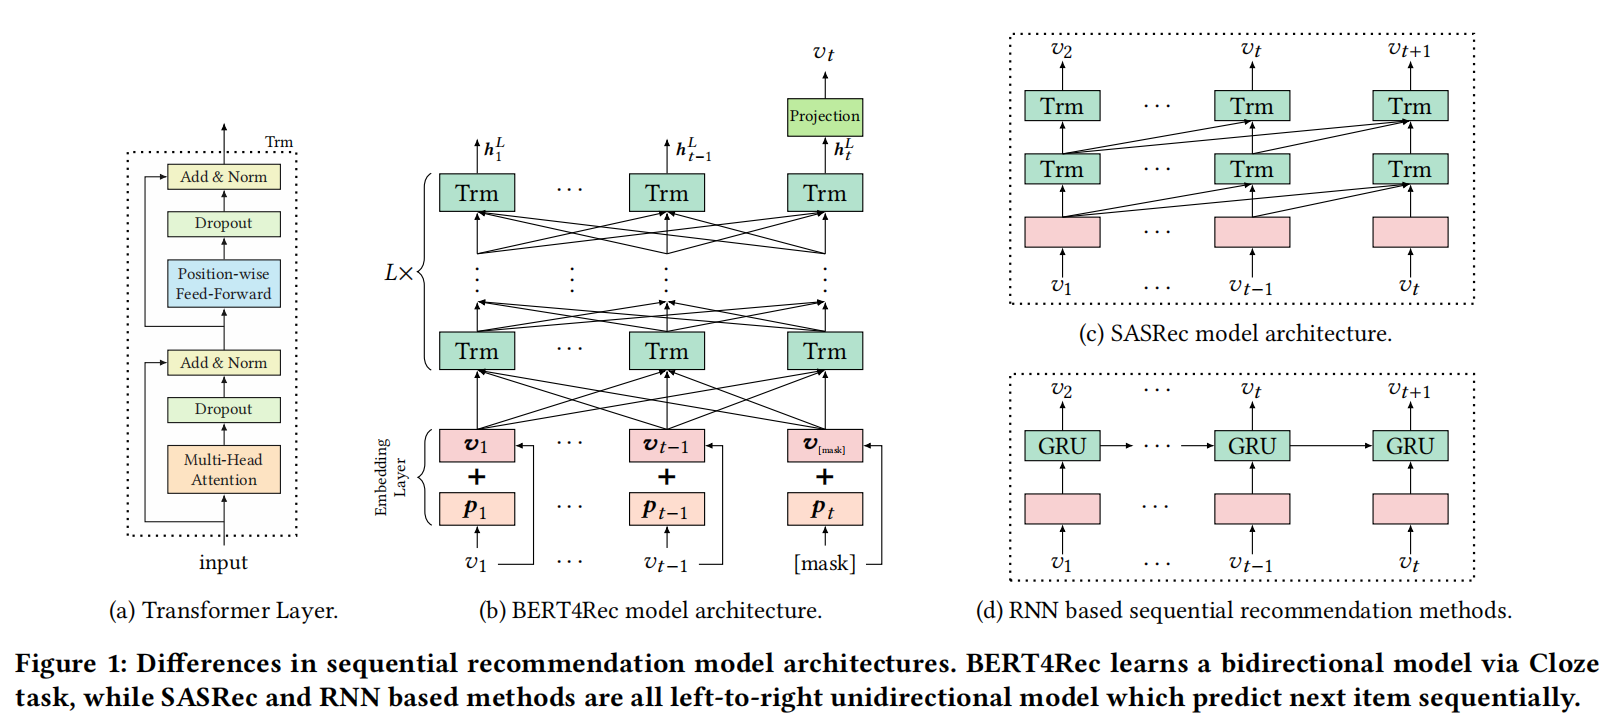 Trm
Add & Norm
Dropout
Position-wise
Feed-Forward
Add & Norm
Dropout
Multi-Head
Attention
input
(a) Transformer Layer.
v_t
Projection
h_1^L h_{t-1}^L h_t^L
Trm ··· Trm Trm
L×
Trm ··· Trm Trm
Embedding
Layer
v_1 ··· v_{t-1} v_[mask]
+ + +
p_1 ··· p_{t-1} p_t
v_1 ··· v_{t-1} [mask]
(b) BERT4Rec model architecture.
v_2 v_t v_{t+1}
Trm ··· Trm Trm
Trm ··· Trm Trm
···
v_1 ··· v_{t-1} v_t
(c) SASRec model architecture.
v_2 ··· v_t v_{t+1}
GRU ··· GRU GRU
···
v_1 ··· v_{t-1} v_t
(d) RNN based sequential recommendation methods.
Figure 1: Differences in sequential recommendation model architectures. BERT4Rec learns a bidirectional model via Cloze
task, while SASRec and RNN based methods are all left-to-right unidirectional model which predict next item sequentially.